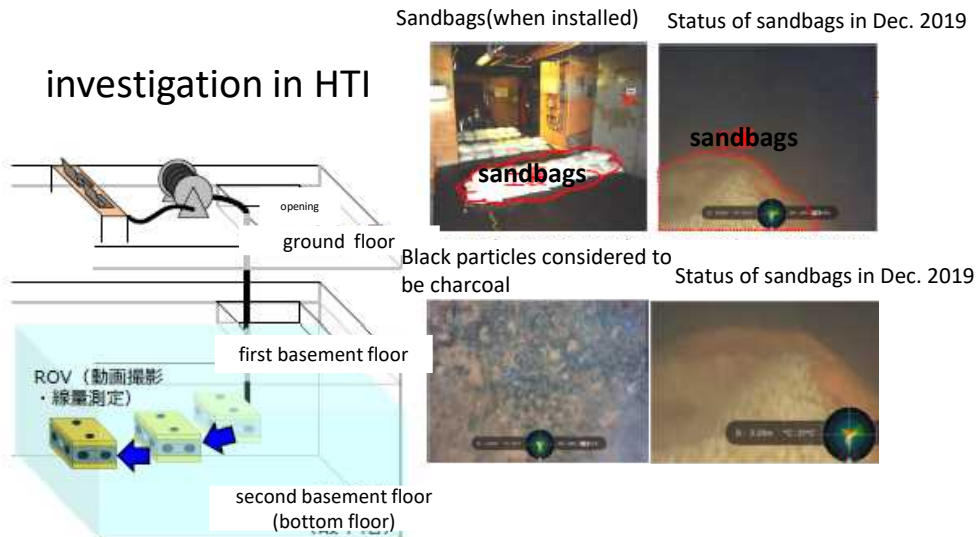 investigation in HTI
opening
ground floor
first basement floor
ROV（動画撮影
・線量測定）
second basement floor
(bottom floor)
Sandbags(when installed)
sandbags
Status of sandbags in Dec. 2019
sandbags
Black particles considered to
be charcoal
Status of sandbags in Dec. 2019